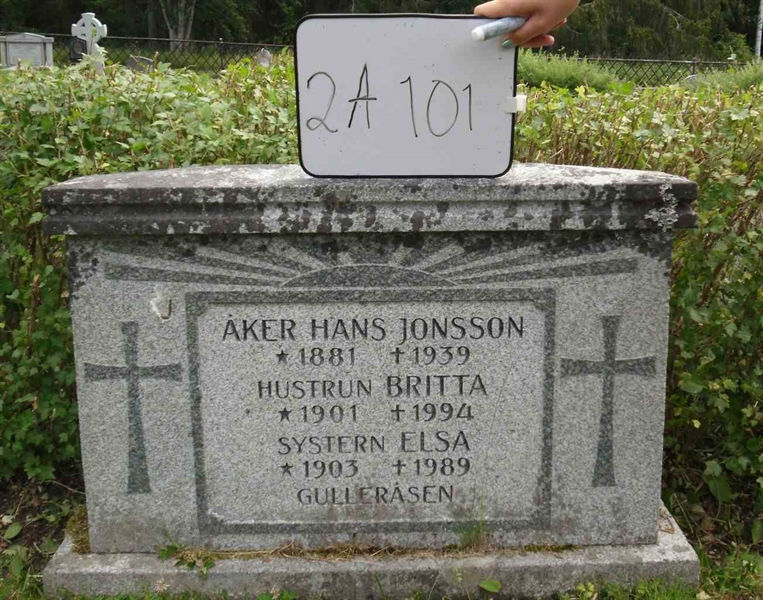 2A 101
ÅKER HANS JONSSON
★ 1881 ✝ 1939
HUSTRUN BRITTA
★ 1901 ✝ 1994
SYSTERN ELSA
★ 1903 ✝ 1989
GULLERÅSEN